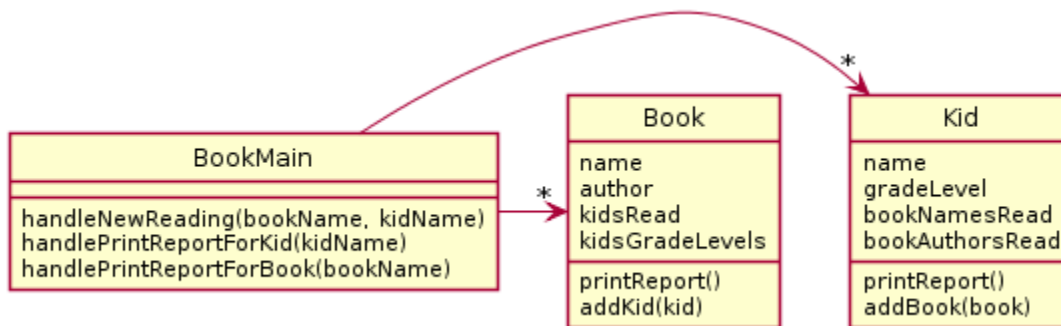 BookMain
handleNewReading(bookName, kidName)
handlePrintReportForKid(kidName)
handlePrintReportForBook(bookName)
*
Book
name
author
kidsRead
kidsGradeLevels
printReport()
addKid(kid)
*
Kid
name
gradeLevel
bookNamesRead
bookAuthorsRead
printReport()
addBook(book)